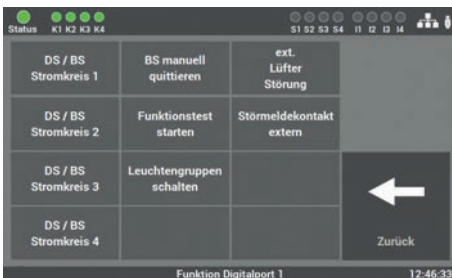 Status K1 K2 K3 K4 S1 S2 S3 S4 I1 I2 I3 I4
DS / BS
Stromkreis 1
BS manuell
quittieren
ext.
Lüfter
Störung
DS / BS
Stromkreis 2
Funktionstest
starten
Störmeldekontakt
extern
DS / BS
Stromkreis 3
Leuchtengruppen
schalten
DS / BS
Stromkreis 4
Zurück
Funktion Digitalport 1 12:46:33